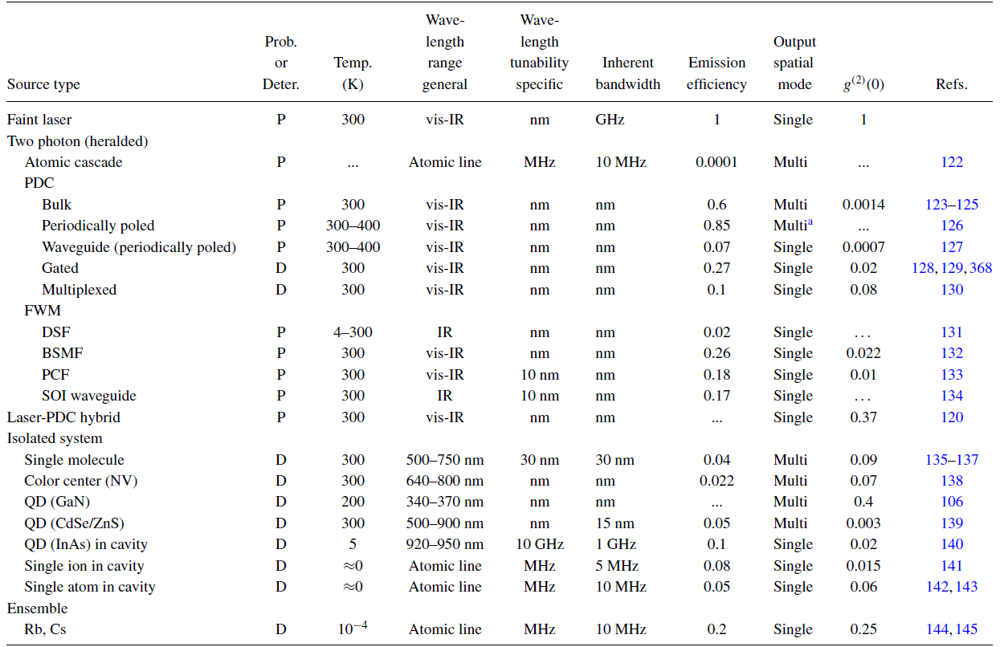 Wave- Wave-
Prob. length length Output
or Temp. range tunability Inherent Emission spatial
Source type Deter. (K) general specific bandwidth efficiency mode g(2)(0) Refs.
Faint laser P 300 vis-IR nm GHz 1 Single 1
Two photon (heralded)
Atomic cascade P ... Atomic line MHz 10 MHz 0.0001 Multi ... 122
PDC
Bulk P 300 vis-IR nm nm 0.6 Multi 0.0014 123–125
Periodically poled P 300–400 vis-IR nm nm 0.85 Multia ... 126
Waveguide (periodically poled) P 300–400 vis-IR nm nm 0.07 Single 0.0007 127
Gated D 300 vis-IR nm nm 0.27 Single 0.02 128, 129, 368
Multiplexed D 300 vis-IR nm nm 0.1 Single 0.08 130
FWM
DSF P 4–300 IR nm nm 0.02 Single ... 131
BSMF P 300 vis-IR nm nm 0.26 Single 0.022 132
PCF P 300 vis-IR 10 nm nm 0.18 Single 0.01 133
SOI waveguide P 300 IR 10 nm nm 0.17 Single ... 134
Laser-PDC hybrid P 300 vis-IR nm nm ... Single 0.37 120
Isolated system
Single molecule D 300 500–750 nm 30 nm 30 nm 0.04 Multi 0.09 135–137
Color center (NV) D 300 640–800 nm nm nm 0.022 Multi 0.07 138
QD (GaN) D 200 340–370 nm nm nm ... Multi 0.4 106
QD (CdSe/ZnS) D 300 500–900 nm nm 15 nm 0.05 Multi 0.003 139
QD (InAs) in cavity D 5 920–950 nm 10 GHz 1 GHz 0.1 Single 0.02 140
Single ion in cavity D ≈0 Atomic line MHz 5 MHz 0.08 Single 0.015 141
Single atom in cavity D ≈0 Atomic line MHz 10 MHz 0.05 Single 0.06 142, 143
Ensemble
Rb, Cs D 10−4 Atomic line MHz 10 MHz 0.2 Single 0.25 144, 145